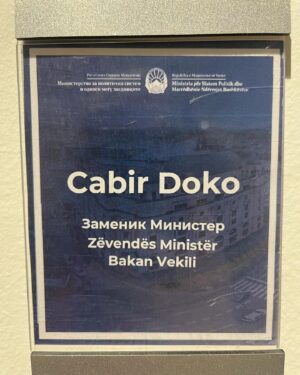 Република Северна Македонија
Republika e Maqedonisë së Veriut
Министерство за политички систем
и односи меѓу заедниците
Ministria për Sistem Politik dhe
Marrëdhënie Ndërmjet Bashkësive
Cabir Doko
Заменик Министер
Zëvendës Ministër
Bakan Vekili